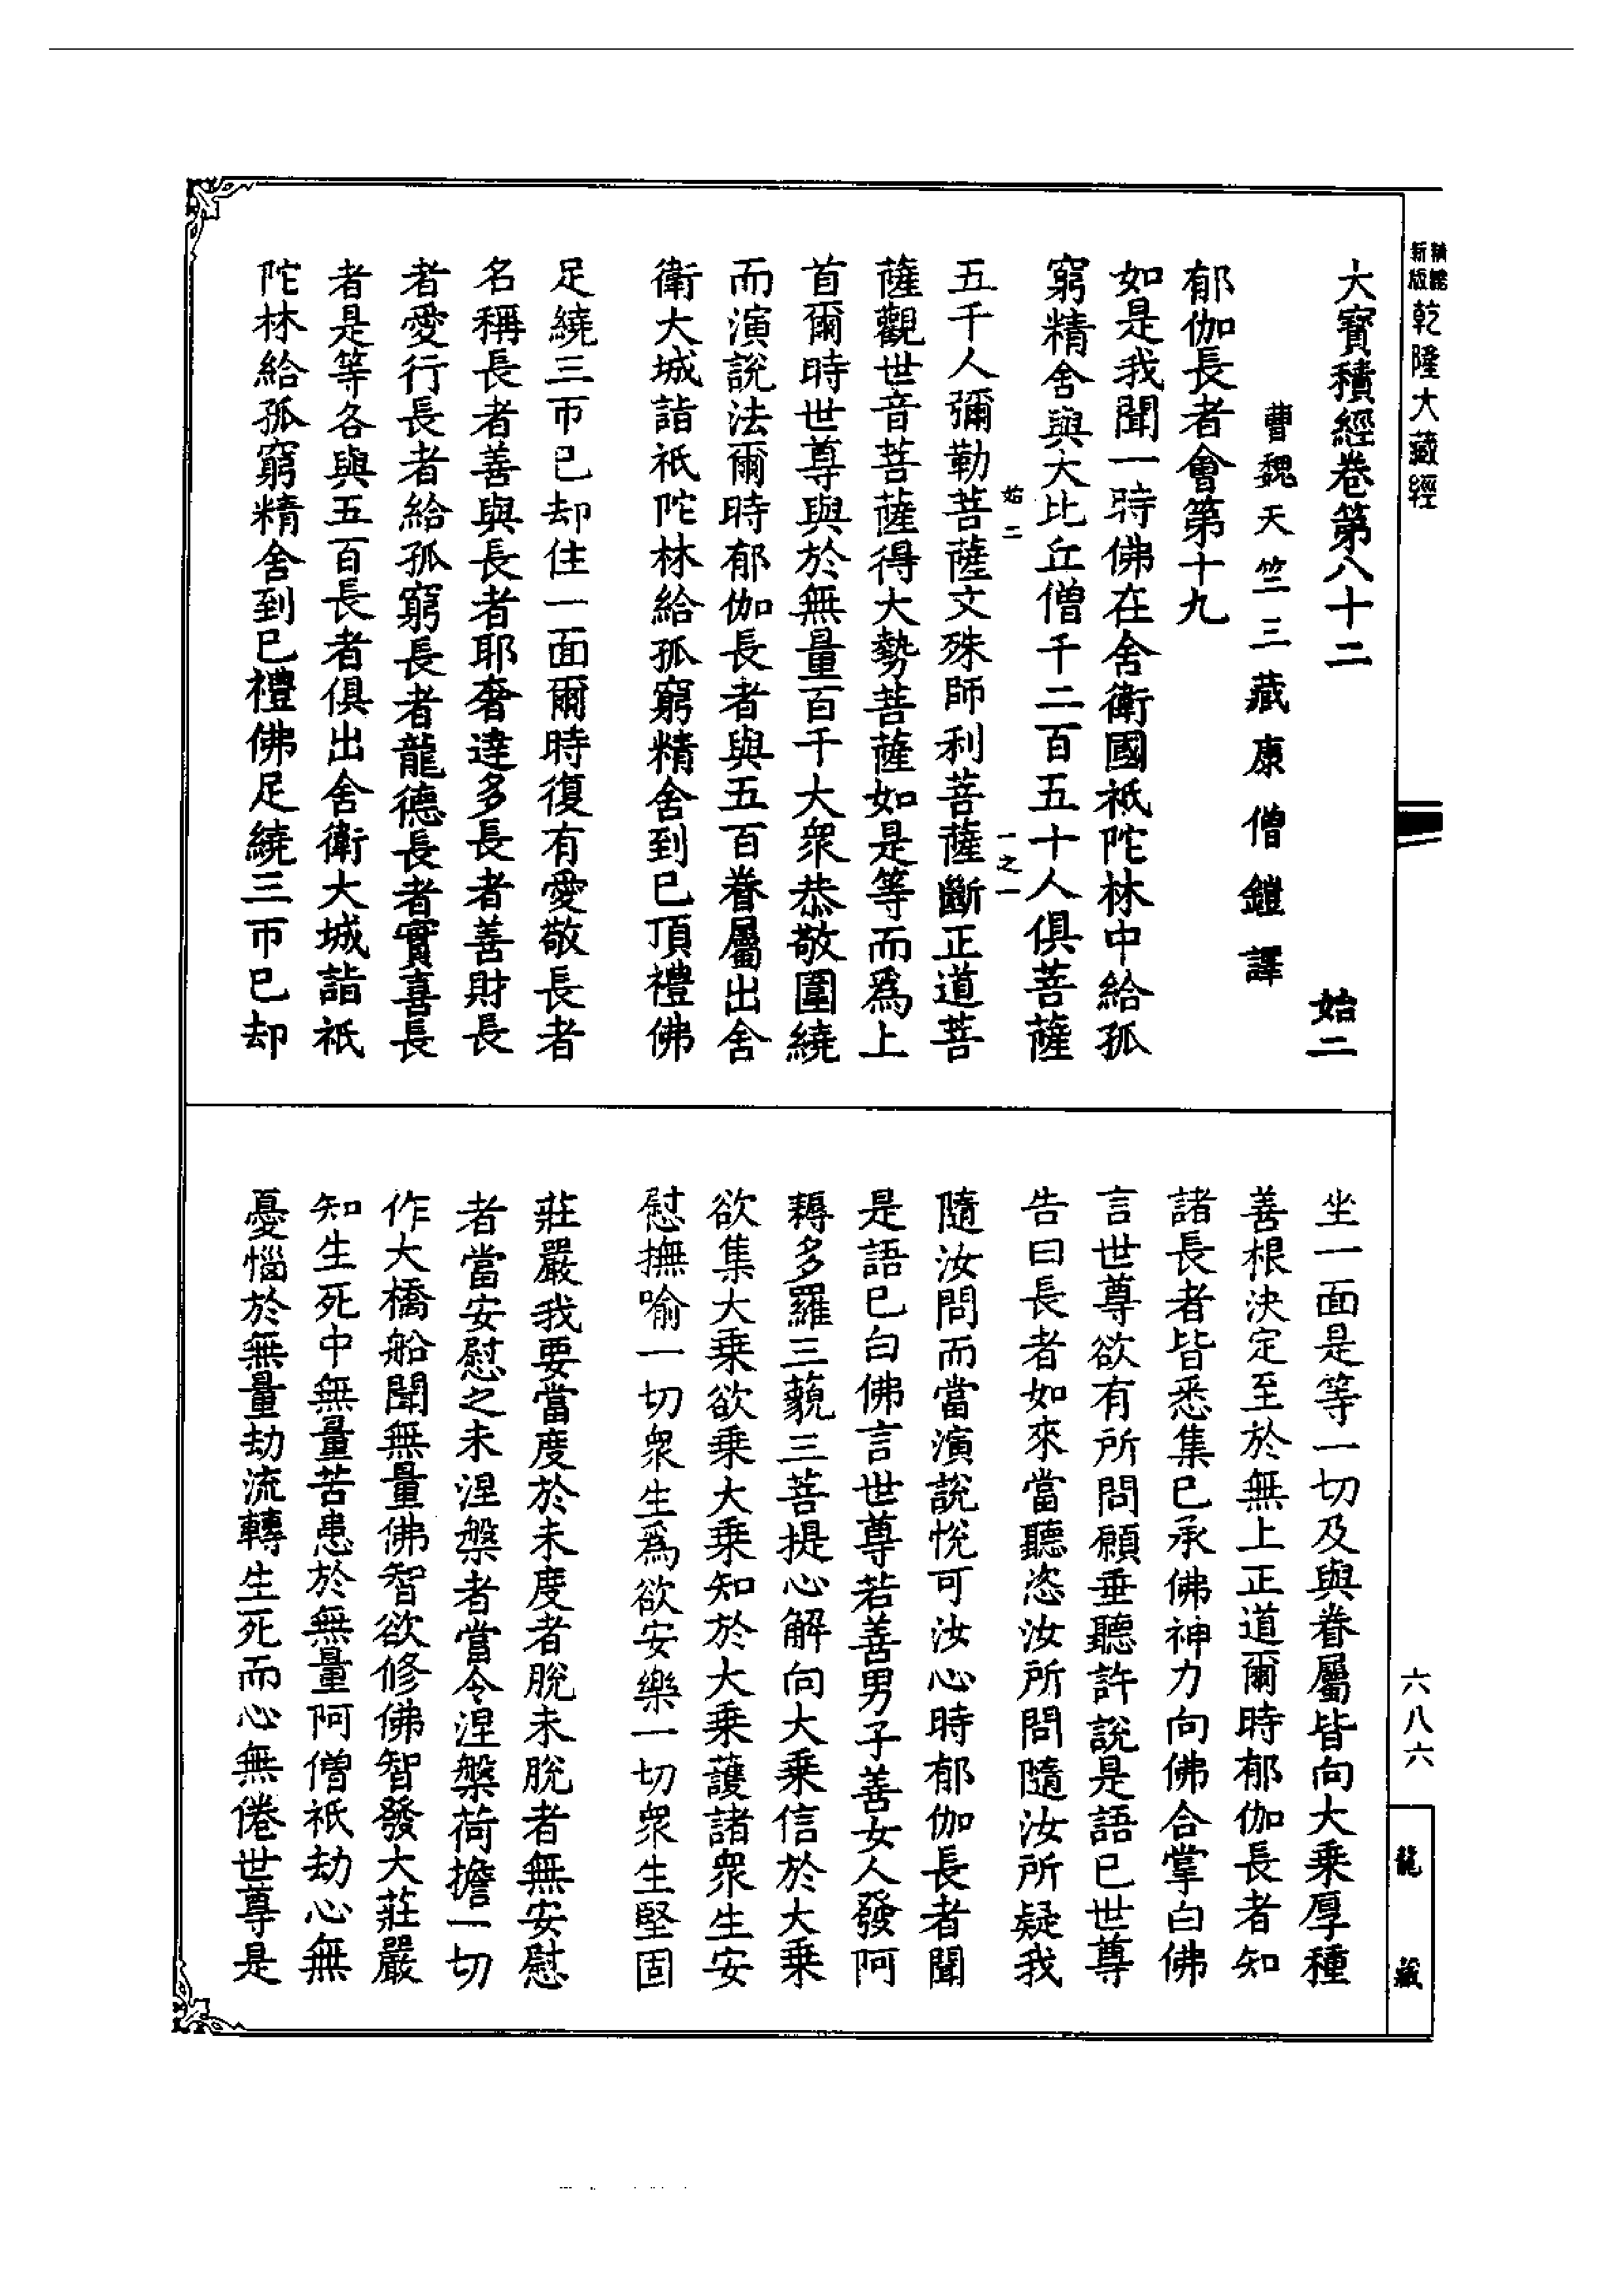 精麗新版乾隆大藏經
大寶積經卷第八十二 始二
曹魏天竺三藏康僧鎧譯
郁伽長者會第十九
如是我聞一時佛在舍衛國祇陀林中給孤
窮精舍與大比丘僧千二百五十人俱菩薩
始二 一之一
五千人彌勒菩薩文殊師利菩薩斷正道菩
薩觀世音菩薩得大勢菩薩如是等而為上
首爾時世尊與於無量百千大眾恭敬圍繞
而演說法爾時郁伽長者與五百眷屬出舍
衛大城詣祇陀林給孤窮精舍到已頂禮佛
足繞三帀已却住一面爾時復有愛敬長者
名稱長者善與長者耶奢達多長者善財長
者愛行長者給孤窮長者龍德長者實喜長
者是等各與五百長者俱出舍衛大城詣祇
陀林給孤窮精舍到已禮佛足繞三帀已却
坐一面是等一切及與眷屬皆向大乘厚種
善根決定至於無上正道爾時郁伽長者知
諸長者皆悉集已承佛神力向佛合掌白佛
言世尊欲有所問願垂聽許說是語已世尊
告曰長者如來當聽恣汝所問隨汝所疑我
隨汝問而當演說悅可汝心時郁伽長者聞
是語已白佛言世尊若善男子善女人發阿
耨多羅三藐三菩提心解向大乘信於大乘
欲集大乘欲乘大乘知於大乘護諸眾生安
慰撫喻一切眾生為欲安樂一切眾生堅固
莊嚴我要當度於未度者脫未脫者無安慰
者當安慰之未涅槃者當令涅槃荷擔一切
作大橋船聞無量佛智欲修佛智發大莊嚴
知生死中無量苦患於無量阿僧祇劫心無
憂惱於無量劫流轉生死而心無倦世尊是
六八六
龍藏